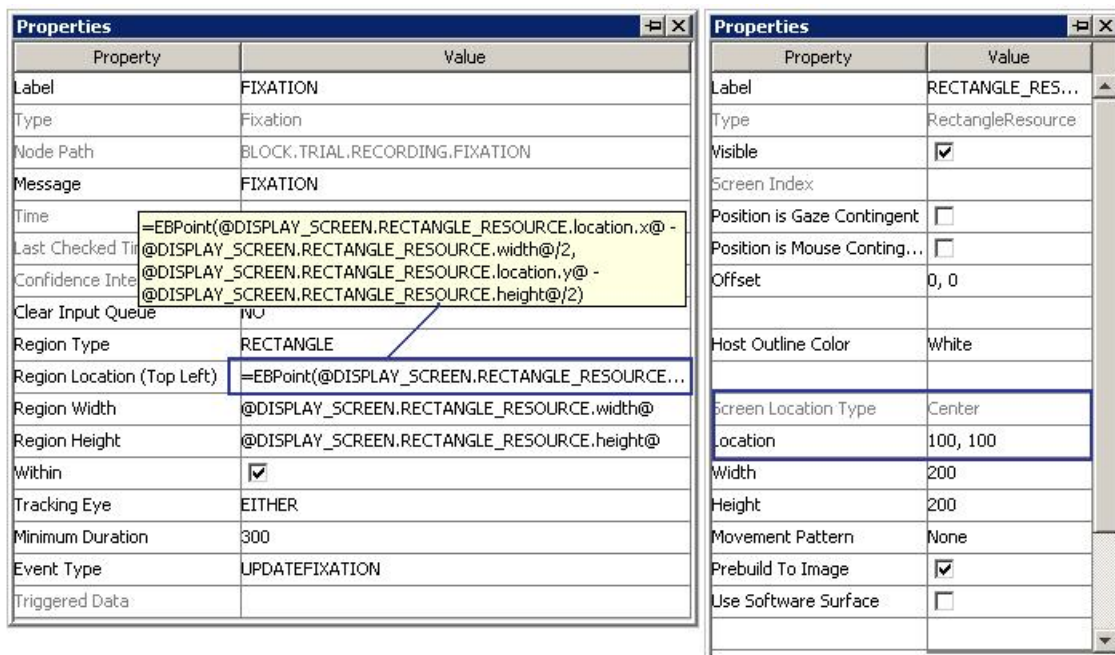 Properties
Property Value
Label FIXATION
Type Fixation
Node Path BLOCK.TRIAL.RECORDING.FIXATION
Message FIXATION
Time
Last Checked
Confidence
=EBPoint(@DISPLAY_SCREEN.RECTANGLE_RESOURCE.location.x@ -
@DISPLAY_SCREEN.RECTANGLE_RESOURCE.width@/2,
@DISPLAY_SCREEN.RECTANGLE_RESOURCE.location.y@ -
@DISPLAY_SCREEN.RECTANGLE_RESOURCE.height@/2)
Clear Input Queue NO
Region Type RECTANGLE
Region Location (Top Left) =EBPoint(@DISPLAY_SCREEN.RECTANGLE_RESOURCE...
Region Width @DISPLAY_SCREEN.RECTANGLE_RESOURCE.width@
Region Height @DISPLAY_SCREEN.RECTANGLE_RESOURCE.height@
Within
Tracking Eye EITHER
Minimum Duration 300
Event Type UPDATEFIXATION
Triggered Data
Properties
Property Value
Label RECTANGLE_RES...
Type RectangleResource
Visible
Screen Index
Position is Gaze Contingent
Position is Mouse Conting...
Offset 0, 0
Host Outline Color White
Screen Location Type Center
Location 100, 100
Width 200
Height 200
Movement Pattern None
Prebuild To Image
Use Software Surface